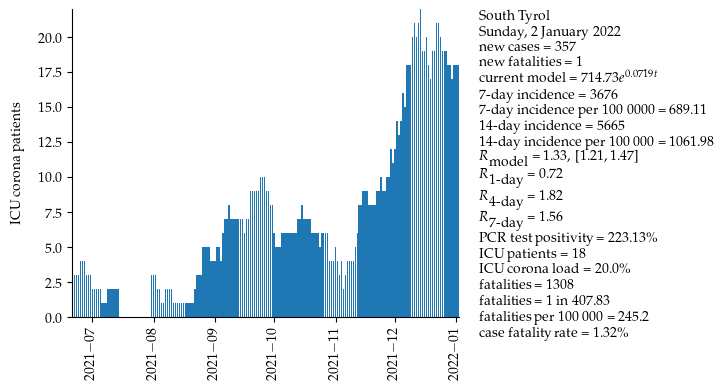 South Tyrol
Sunday, 2 January 2022
new cases = 357
new fatalities = 1
current model = 714.73e^0.0719t
7-day incidence = 3676
7-day incidence per 100 0000 = 689.11
14-day incidence = 5665
14-day incidence per 100 000 = 1061.98
R_model = 1.33, [1.21, 1.47]
R_1-day = 0.72
R_4-day = 1.82
R_7-day = 1.56
PCR test positivity = 223.13%
ICU patients = 18
ICU corona load = 20.0%
fatalities = 1308
fatalities = 1 in 407.83
fatalities per 100 000 = 245.2
case fatality rate = 1.32%
ICU corona patients
20.0
17.5
15.0
12.5
10.0
7.5
5.0
2.5
0.0
2021−07
2021−08
2021−09
2021−10
2021−11
2021−12
2022−01